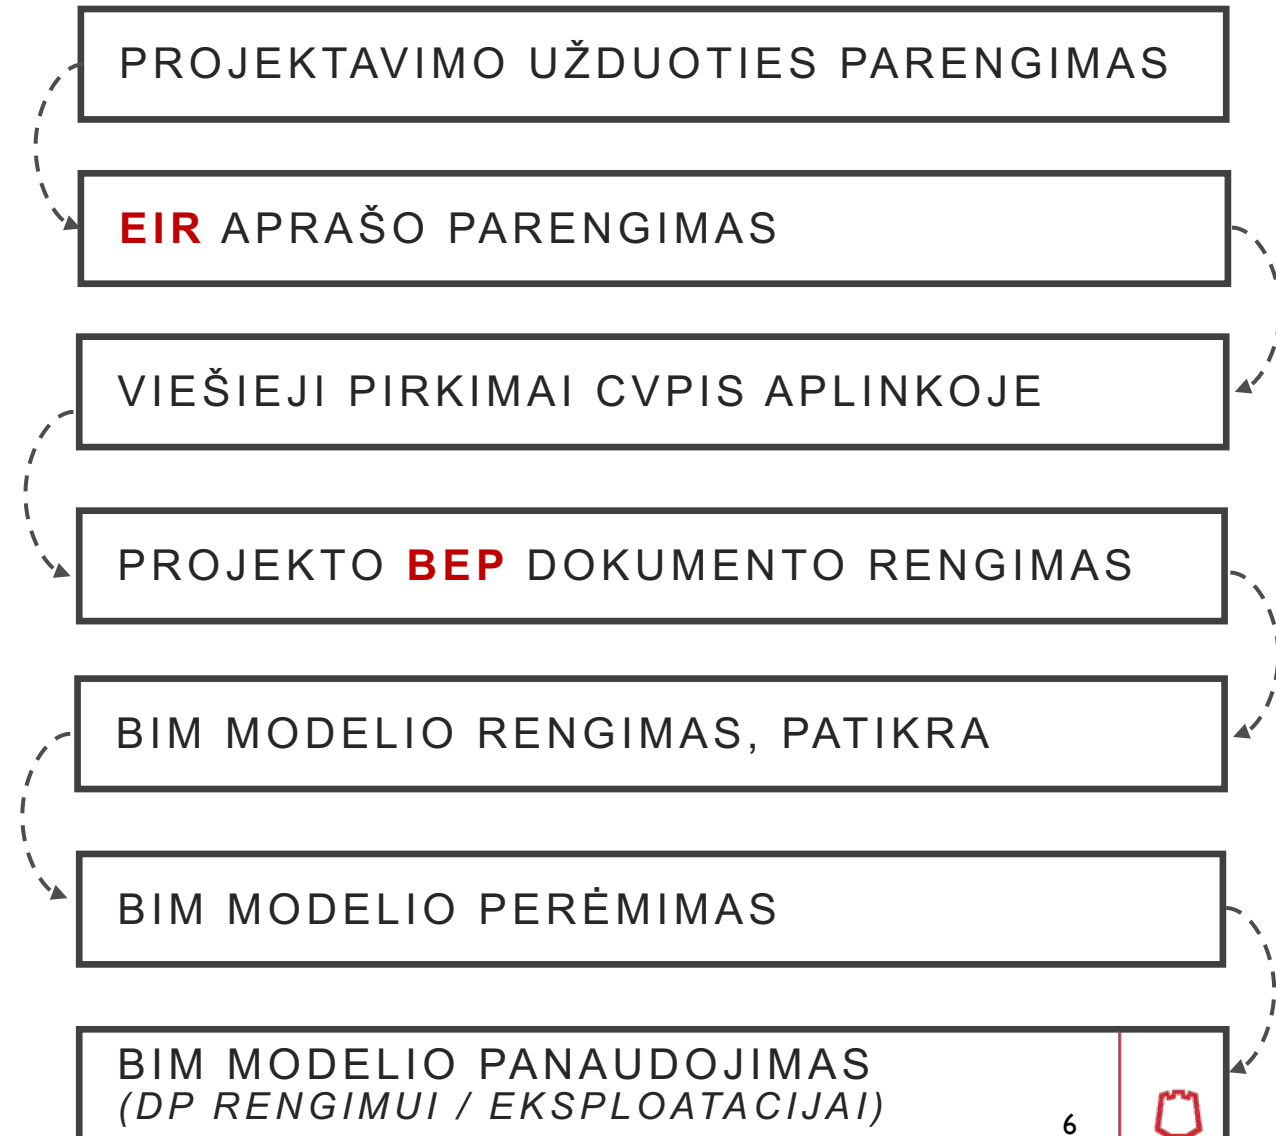 PROJEKTAVIMO UŽDUOTIES PARENGIMAS
EIR APRAŠO PARENGIMAS
VIEŠIEJI PIRKIMAI CVPIS APLINKOJE
PROJEKTO BEP DOKUMENTO RENGIMAS
BIM MODELIO RENGIMAS, PATIKRA
BIM MODELIO PERĖMIMAS
BIM MODELIO PANAUDOJIMAS
(DP RENGIMUI / EKSPLOATACIJAI)
6